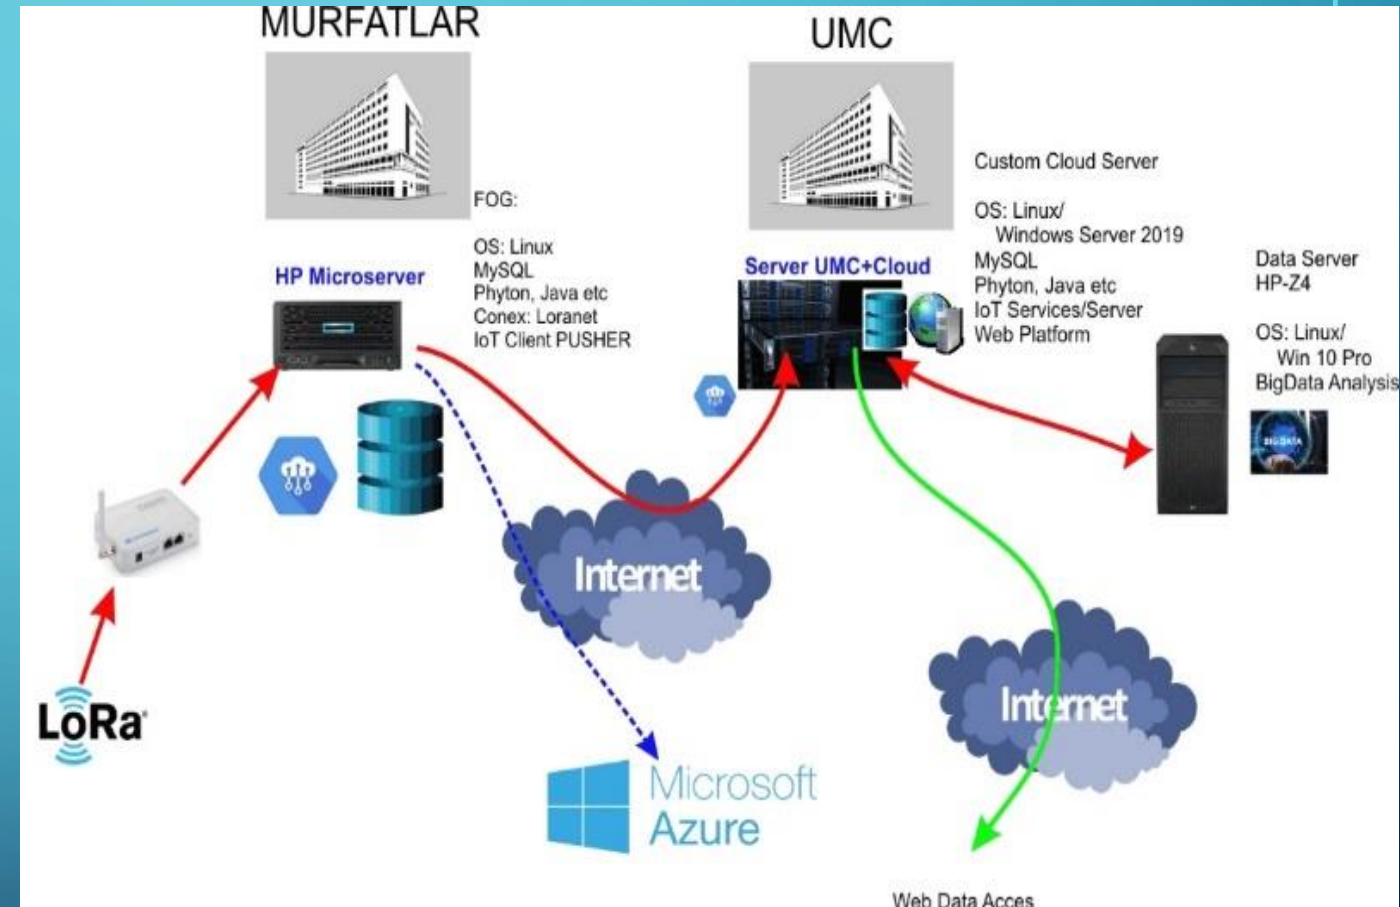 MURFATLAR
UMC
FOG:
OS: Linux
MySQL
Phyton, Java etc
Conex: Loranet
IoT Client PUSHER
HP Microserver
Custom Cloud Server
OS: Linux/
Windows Server 2019
MySQL
Phyton, Java etc
IoT Services/Server
Web Platform
Server UMC+Cloud
Data Server
HP-Z4
OS: Linux/
Win 10 Pro
BigData Analysis
BIG DATA
Internet
LoRa
Internet
Microsoft
Azure
Web Data Acces